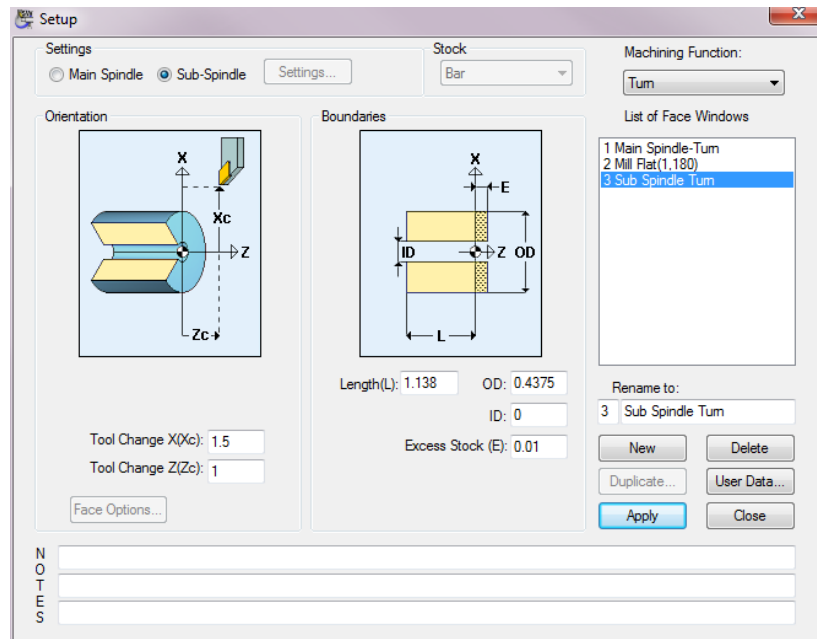 Setup
Settings
Main Spindle Sub-Spindle Settings...
Stock
Bar
Machining Function:
Turn
Orientation
X
Xc
Z
Zc
Boundaries
X
E
ID
Z OD
L
Length(L): 1.138 OD: 0.4375
ID: 0
Excess Stock (E): 0.01
Tool Change X(Xc): 1.5
Tool Change Z(Zc): 1
Face Options...
List of Face Windows
1 Main Spindle-Turn
2 Mill Flat(1,180)
3 Sub Spindle Turn
Rename to:
3 Sub Spindle Turn
New Delete
Duplicate... User Data...
Apply Close
NOTES